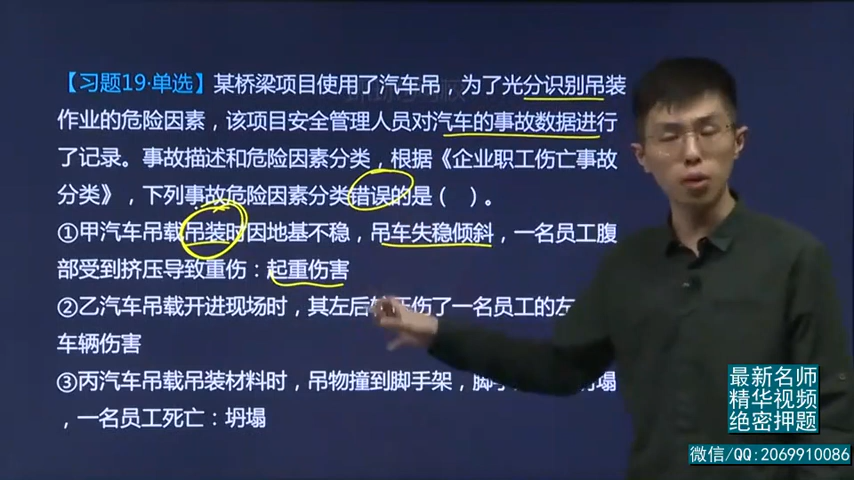 【习题19·单选】某桥梁项目使用了汽车吊，为了充分识别吊装
作业的危险因素，该项目安全管理人员对汽车的事故数据进行
了记录。事故描述和危险因素分类，根据《企业职工伤亡事故
分类》，下列事故危险因素分类错误的是（ ）。
①甲汽车吊载吊装时因地基不稳，吊车失稳倾斜，一名员工腹
部受到挤压导致重伤：起重伤害
②乙汽车吊载开进现场时，其左后 伤了一名员工的左
车辆伤害
③丙汽车吊载吊装材料时，吊物撞到脚手架，脚 塌
，一名员工死亡：坍塌
最新名师
精华视频
绝密押题
微信/QQ:2069910086